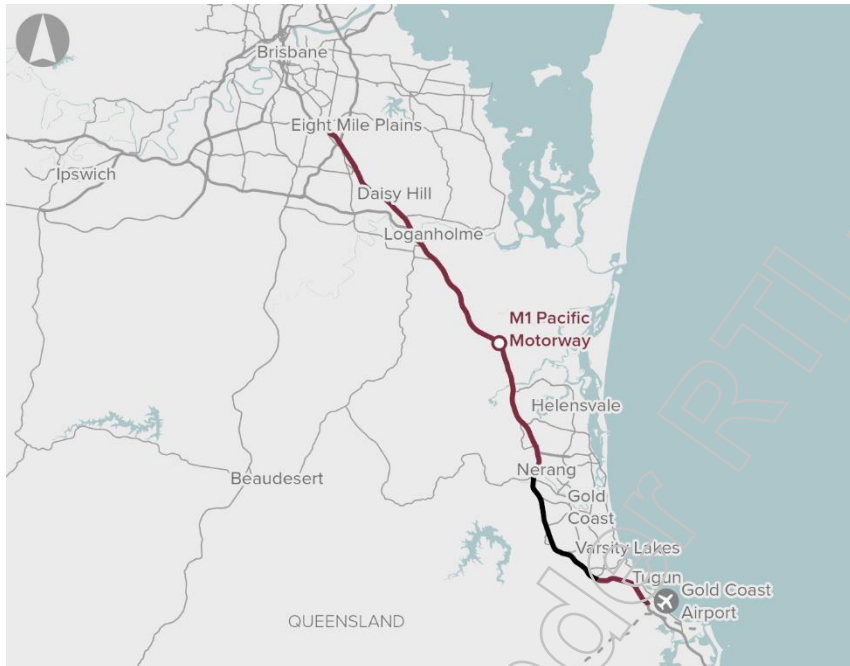 Brisbane
Eight Mile Plains
Ipswich
Daisy Hill
Loganholme
M1 Pacific
Motorway
Helensvale
Nerang
Beaudesert
Gold
Coast
Varsity Lakes
Tugun
Gold Coast
Airport
QUEENSLAND
RTI